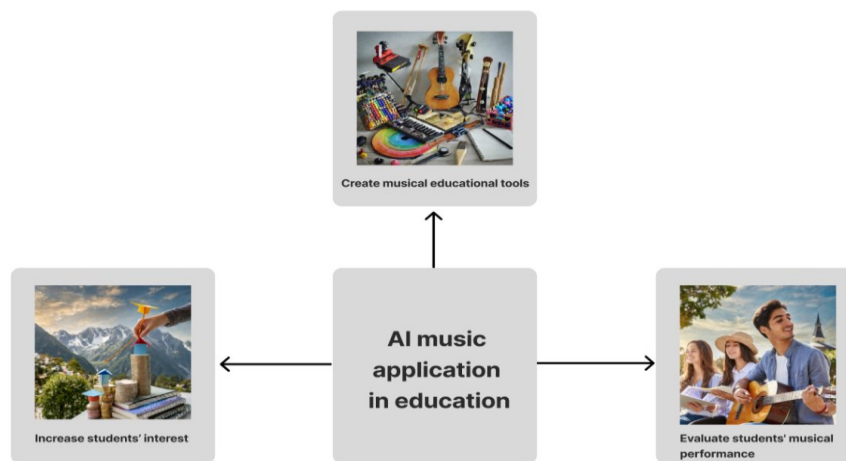 Create musical educational tools
AI music
application
in education
Increase students' interest
Evaluate students' musical
performance